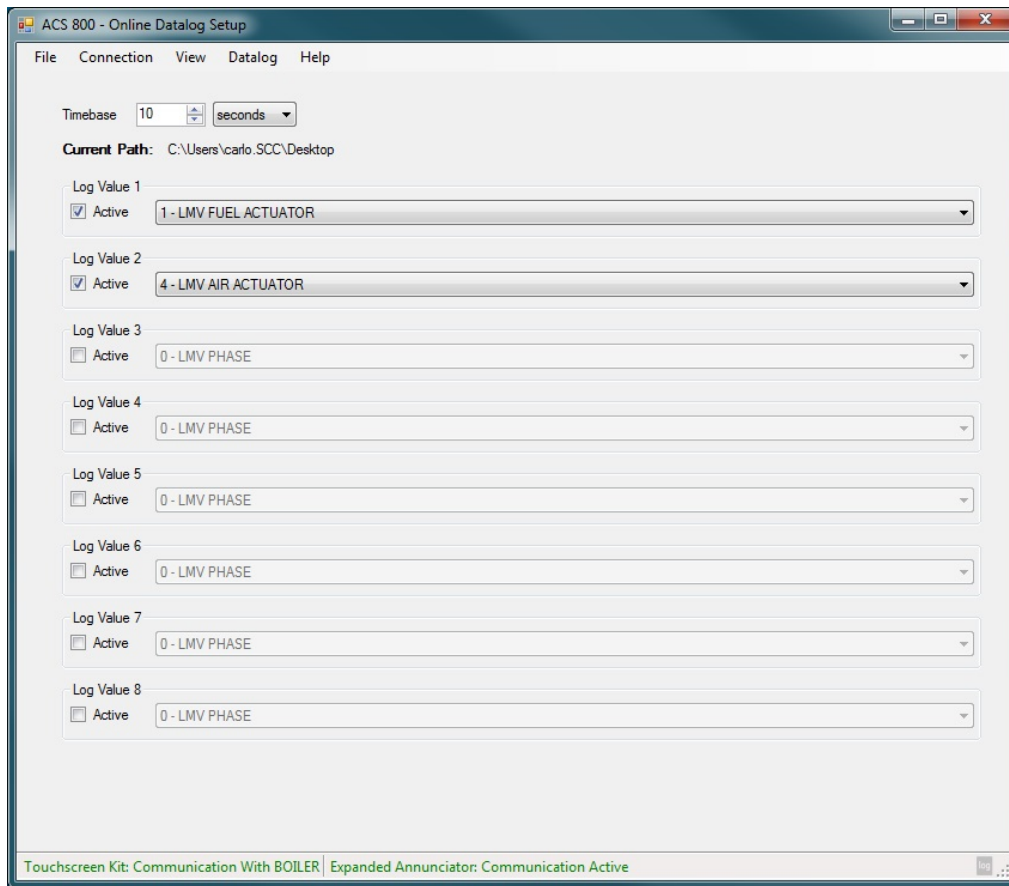 ACS 800 - Online Datalog Setup
File Connection View Datalog Help
Timebase 10 seconds
Current Path: C:\Users\carlo.SCC\Desktop
Log Value 1
Active 1 - LMV FUEL ACTUATOR
Log Value 2
Active 4 - LMV AIR ACTUATOR
Log Value 3
Active 0 - LMV PHASE
Log Value 4
Active 0 - LMV PHASE
Log Value 5
Active 0 - LMV PHASE
Log Value 6
Active 0 - LMV PHASE
Log Value 7
Active 0 - LMV PHASE
Log Value 8
Active 0 - LMV PHASE
Touchscreen Kit: Communication With BOILER Expanded Annunciator: Communication Active log